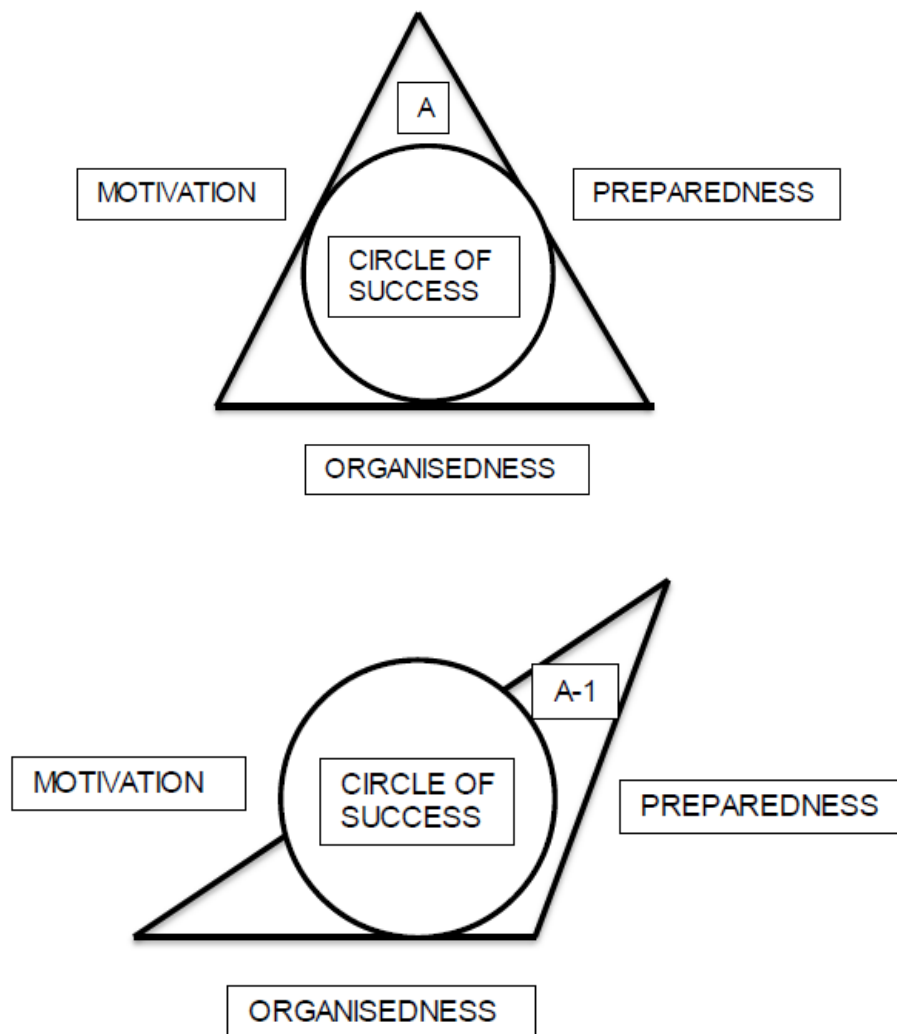 A
MOTIVATION
PREPAREDNESS
CIRCLE OF
SUCCESS
ORGANISEDNESS
A-1
MOTIVATION
CIRCLE OF
SUCCESS
PREPAREDNESS
ORGANISEDNESS